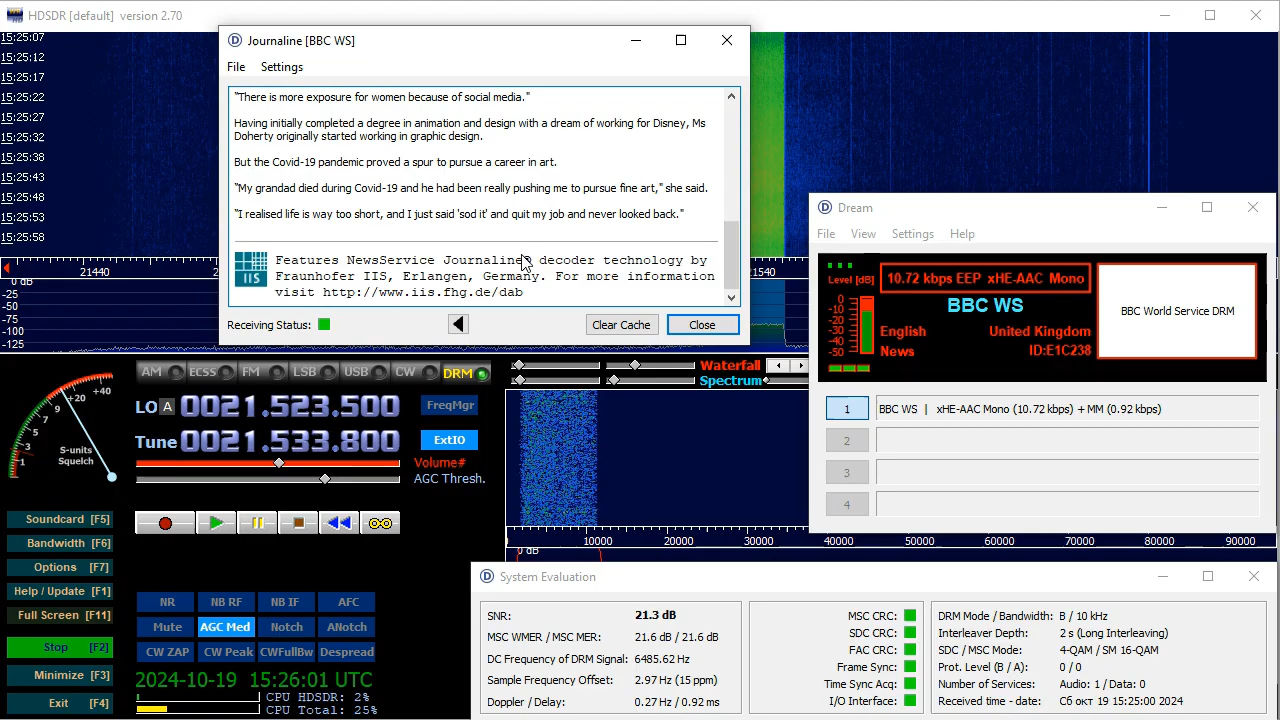 HDSDR [default] version 2.70
15:25:07
15:25:12
15:25:17
15:25:22
15:25:27
15:25:32
15:25:38
15:25:43
15:25:48
15:25:53
15:25:58
21440
21540
0 dB
-25
-50
-75
-100
-125
Journaline [BBC WS]
File Settings
"There is more exposure for women because of social media."
Having initially completed a degree in animation and design with a dream of working for Disney, Ms
Doherty originally started working in graphic design.
But the Covid-19 pandemic proved a spur to pursue a career in art.
"My grandad died during Covid-19 and he had been really pushing me to pursue fine art," she said.
"I realised life is way too short, and I just said 'sod it' and quit my job and never looked back."
IIS
Features NewsService Journaline® decoder technology by
Fraunhofer IIS, Erlangen, Germany. For more information
visit http://www.iis.fhg.de/dab
Receiving Status:
Clear Cache
Close
Dream
File View Settings Help
Level [dB]
0
-10
-20
-30
-40
-50
10.72 kbps EEP xHE-AAC Mono
BBC WS
English United Kingdom
News ID:E1C238
BBC World Service DRM
1 BBC WS | xHE-AAC Mono (10.72 kbps) + MM (0.92 kbps)
2
3
4
+20 +40
9
7
5
3
1
S-units
Squelch
AM ECSS FM LSB USB CW DRM
LO A 0021.523.500 FreqMgr
Tune 0021.533.800 ExtIO
Volume#
AGC Thresh.
Waterfall
Spectrum
10000 20000 30000 40000 50000 60000 70000 80000 90000
0 dB
Soundcard [F5]
Bandwidth [F6]
Options [F7]
Help / Update [F1]
Full Screen [F11]
Stop [F2]
Minimize [F3]
Exit [F4]
NR NB RF NB IF AFC
Mute AGC Med Notch ANotch
CW ZAP CW Peak CWFullBw Despread
2024-10-19 15:26:01 UTC
CPU HDSDR: 2%
CPU Total: 25%
System Evaluation
SNR: 21.3 dB
MSC WMER / MSC MER: 21.6 dB / 21.6 dB
DC Frequency of DRM Signal: 6485.62 Hz
Sample Frequency Offset: 2.97 Hz (15 ppm)
Doppler / Delay: 0.27 Hz / 0.92 ms
MSC CRC:
SDC CRC:
FAC CRC:
Frame Sync:
Time Sync Acq:
I/O Interface:
DRM Mode / Bandwidth: B / 10 kHz
Interleaver Depth: 2 s (Long Interleaving)
SDC / MSC Mode: 4-QAM / SM 16-QAM
Prot. Level (B / A): 0 / 0
Number of Services: Audio: 1 / Data: 0
Received time - date: Сб окт 19 15:25:00 2024